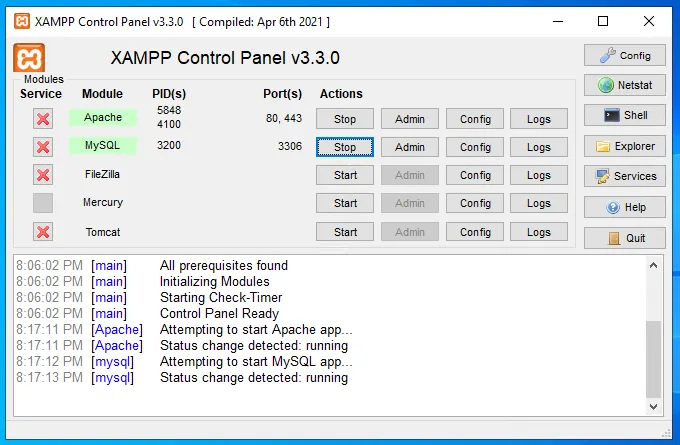 XAMPP Control Panel v3.3.0 [ Compiled: Apr 6th 2021 ]
XAMPP Control Panel v3.3.0
Config
Modules
Service Module PID(s) Port(s) Actions
Netstat
Apache 5848 4100 80, 443 Stop Admin Config Logs
Shell
MySQL 3200 3306 Stop Admin Config Logs
Explorer
FileZilla Start Admin Config Logs
Services
Mercury Start Admin Config Logs
Help
Tomcat Start Admin Config Logs
Quit
8:06:02 PM [main] All prerequisites found
8:06:02 PM [main] Initializing Modules
8:06:02 PM [main] Starting Check-Timer
8:06:02 PM [main] Control Panel Ready
8:17:11 PM [Apache] Attempting to start Apache app...
8:17:11 PM [Apache] Status change detected: running
8:17:12 PM [mysql] Attempting to start MySQL app...
8:17:13 PM [mysql] Status change detected: running